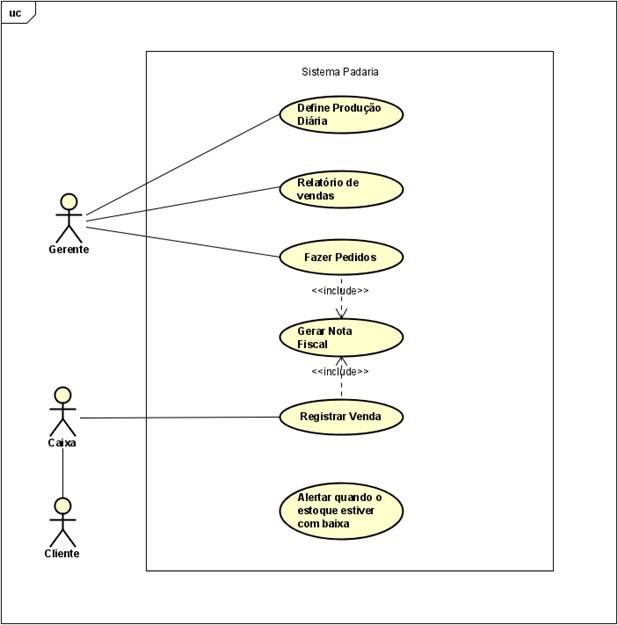 uc
Sistema Padaria
Define Produção
Diária
Relatório de
vendas
Gerente
Fazer Pedidos
<<include>>
Gerar Nota
Fiscal
<<include>>
Registrar Venda
Caixa
Alertar quando o
estoque estiver
com baixa
Cliente